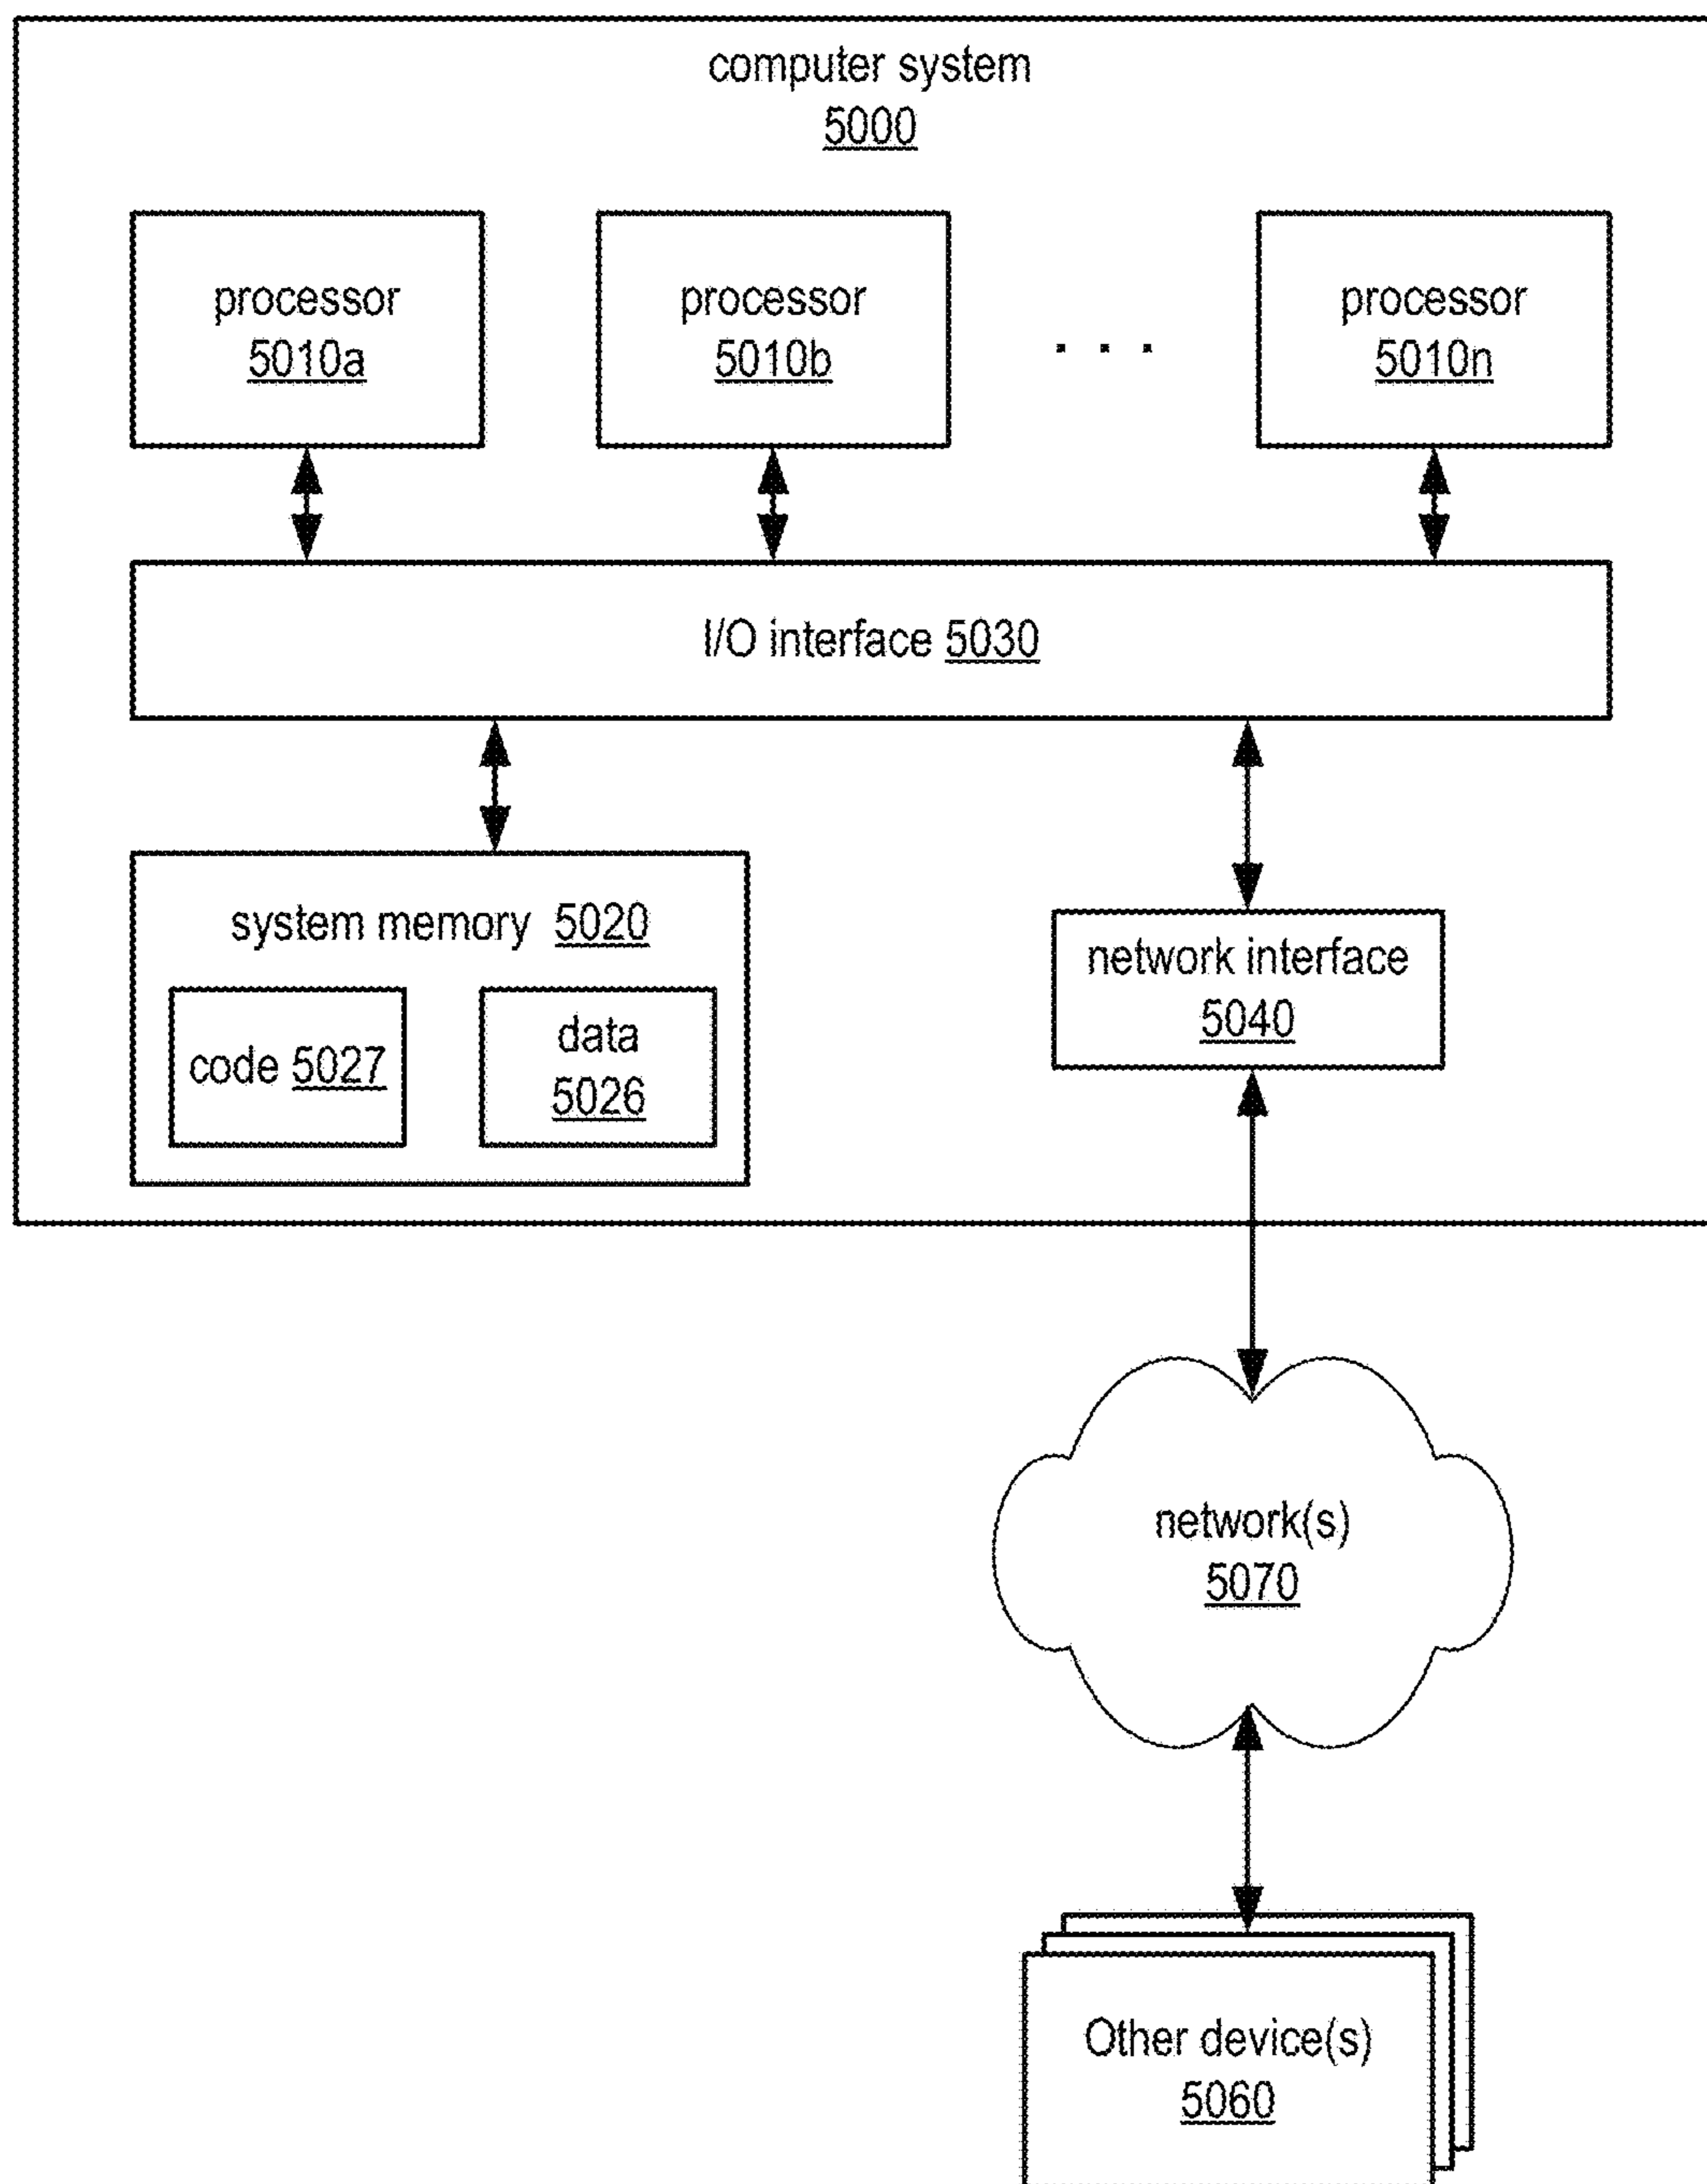 computer system
5000
processor
5010a
processor
5010b
. . .
processor
5010n
I/O interface 5030
system memory 5020
code 5027
data
5026
network interface
5040
network(s)
5070
Other device(s)
5060